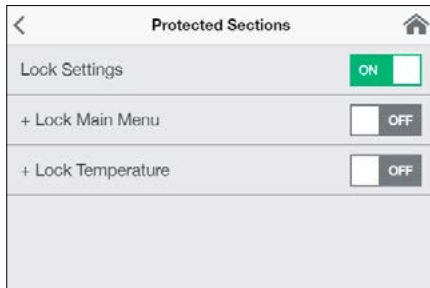 Protected Sections
Lock Settings ON
+ Lock Main Menu OFF
+ Lock Temperature OFF